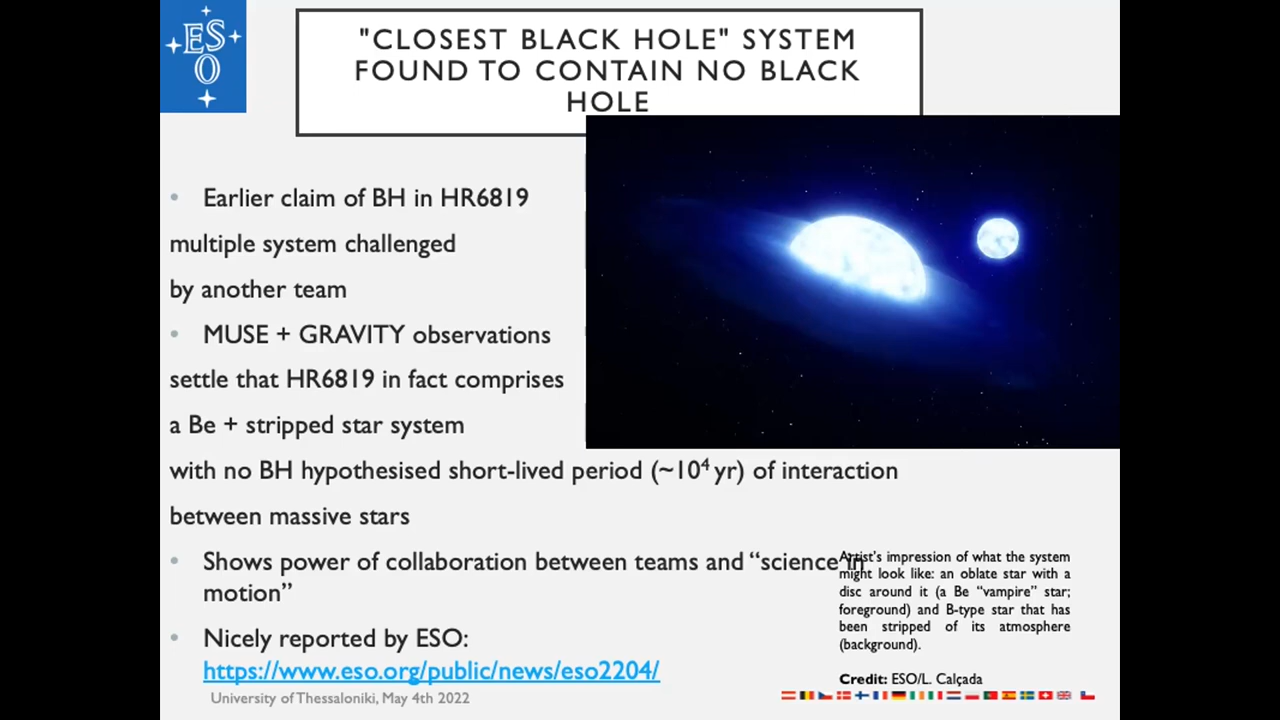 ESO
"CLOSEST BLACK HOLE" SYSTEM
FOUND TO CONTAIN NO BLACK
HOLE
• Earlier claim of BH in HR6819
multiple system challenged
by another team
• MUSE + GRAVITY observations
settle that HR6819 in fact comprises
a Be + stripped star system
with no BH hypothesised short-lived period (~10⁴ yr) of interaction
between massive stars
• Shows power of collaboration between teams and “science in
motion”
• Nicely reported by ESO:
https://www.eso.org/public/news/eso2204/
Artist's impression of what the system
might look like: an oblate star with a
disc around it (a Be “vampire” star;
foreground) and B-type star that has
been stripped of its atmosphere
(background).
Credit: ESO/L. Calçada
University of Thessaloniki, May 4th 2022